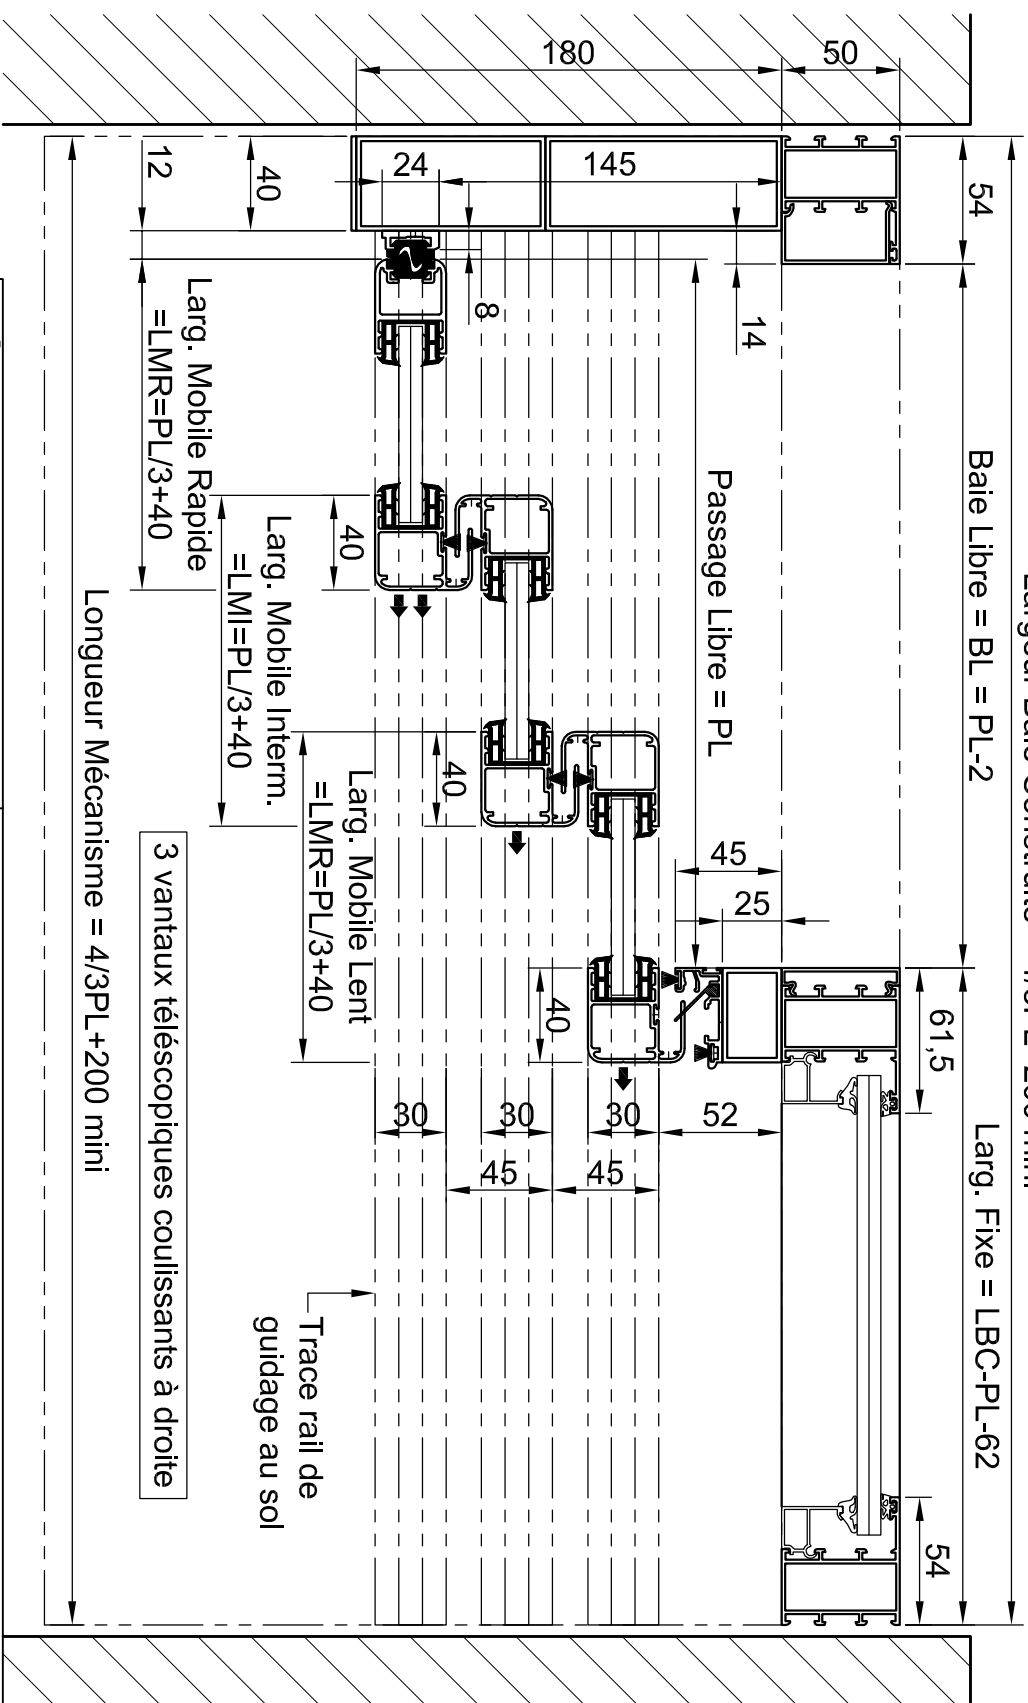 180
50
12
40
24
145
54
8
14
Baie Libre = BL = PL-2
Passage Libre = PL
Larg. Mobile Rapide
=LMR=PL/3+40
40
Larg. Mobile Interm.
=LMI=PL/3+40
40
Larg. Mobile Lent
=LMR=PL/3+40
40
45
25
61,5
Larg. Fixe = LBC-PL-62
54
30
30
30
52
45
45
Trace rail de
guidage au sol
3 vantaux téléscopiques coulissants à droite
Longueur Mécanisme = 4/3PL+200 mini